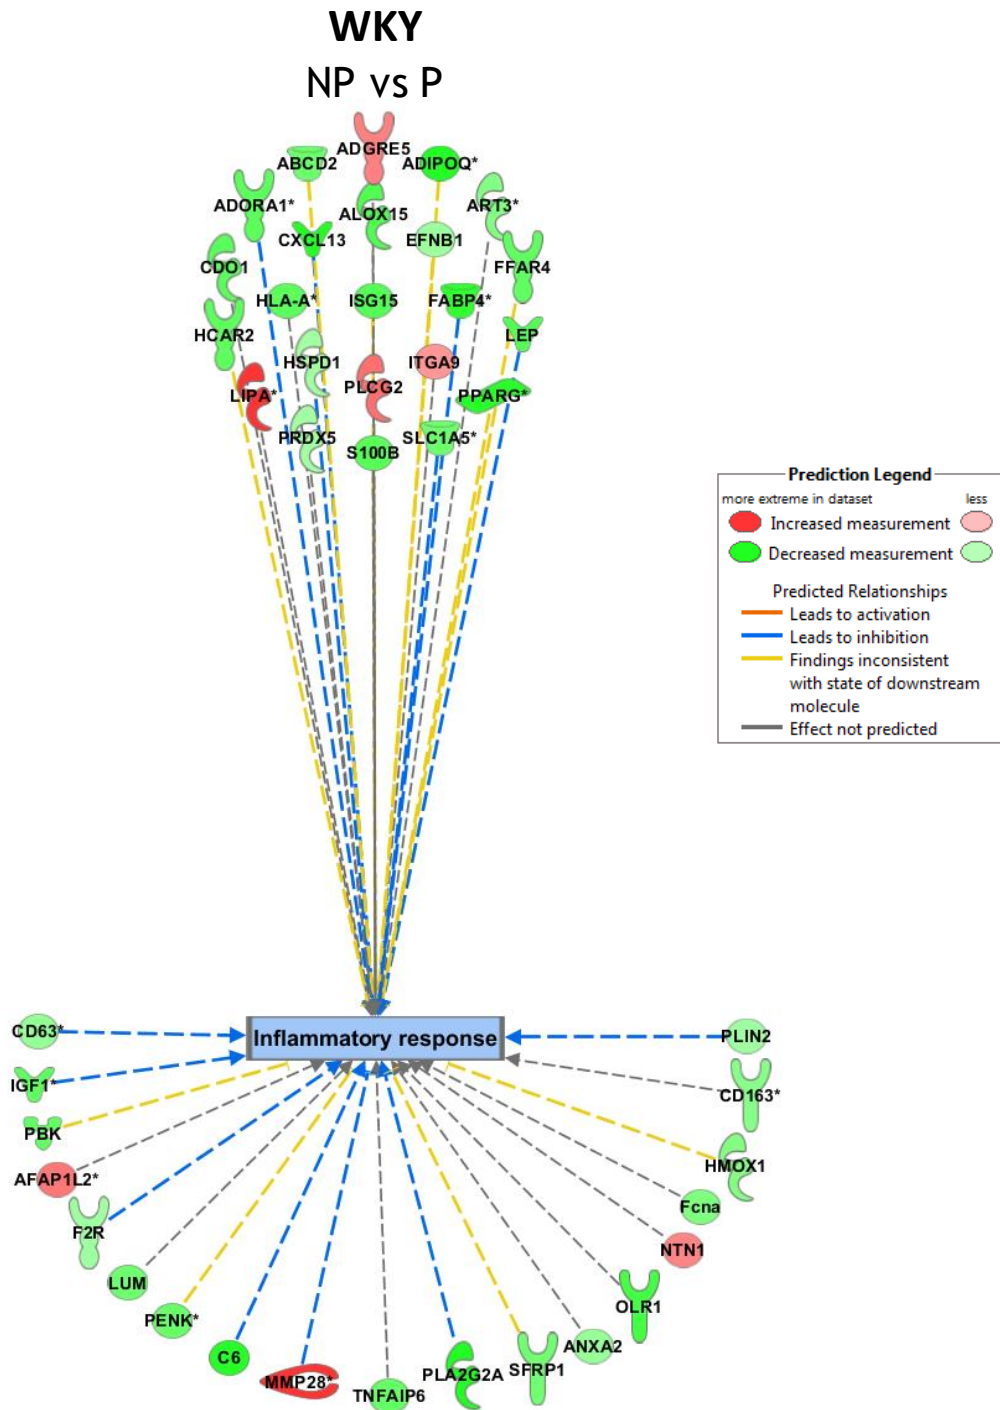 WKY
NP vs P
ADGRE5
ABCD2
ADIPOQ*
ADORA1*
ALOX15
ART3*
CXCL13
EFNB1
CDO1
FFAR4
HLA-A*
ISG15
FABP4*
HCAR2
LEP
HSPD1
ITGA9
LIPA*
PLCG2
PPARG*
PRDX5
S100B
SLC1A5*
Prediction Legend
more extreme in dataset less
Increased measurement
Decreased measurement
Predicted Relationships
Leads to activation
Leads to inhibition
Findings inconsistent
with state of downstream
molecule
Effect not predicted
CD63*
Inflammatory response
PLIN2
IGF1*
CD163*
PBK
HMOX1
AFAP1L2*
Fcna
F2R
NTN1
LUM
OLR1
PENK*
ANXA2
C6
SFRP1
MMP28*
PLA2G2A
TNFAIP6